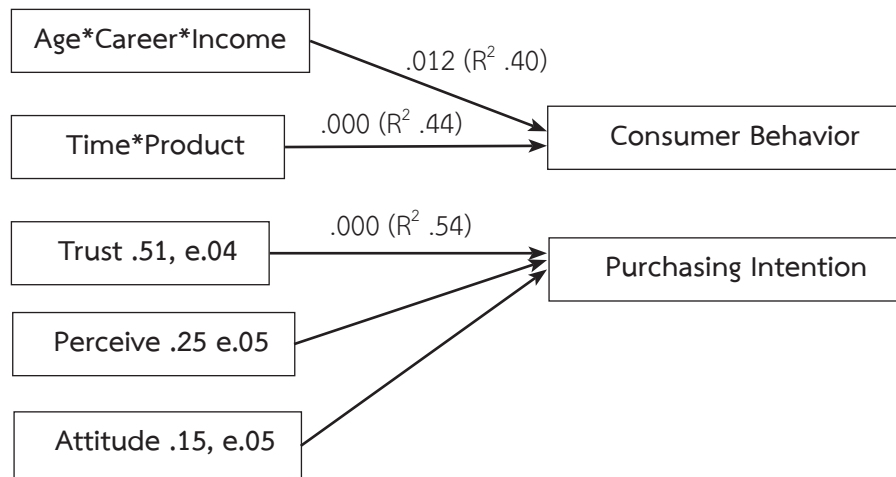 Age*Career*Income
.012 (R² .40)
Time*Product
.000 (R² .44)
Consumer Behavior
Trust .51, e.04
.000 (R² .54)
Purchasing Intention
Perceive .25 e.05
Attitude .15, e.05